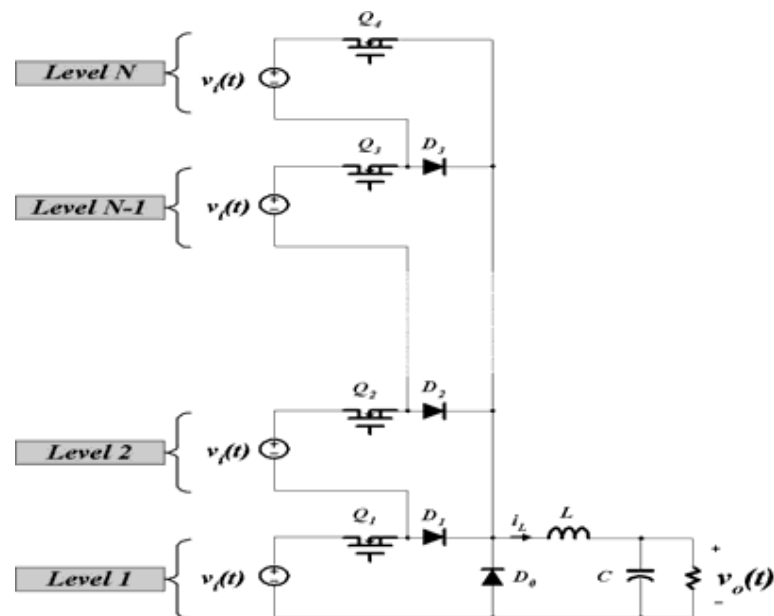 Q4
Level N
vi(t)
Q3
D3
Level N-1
vi(t)
Q2
D2
Level 2
vi(t)
Q1
D1
iL
L
Level 1
vi(t)
D0
C
+
vo(t)
−